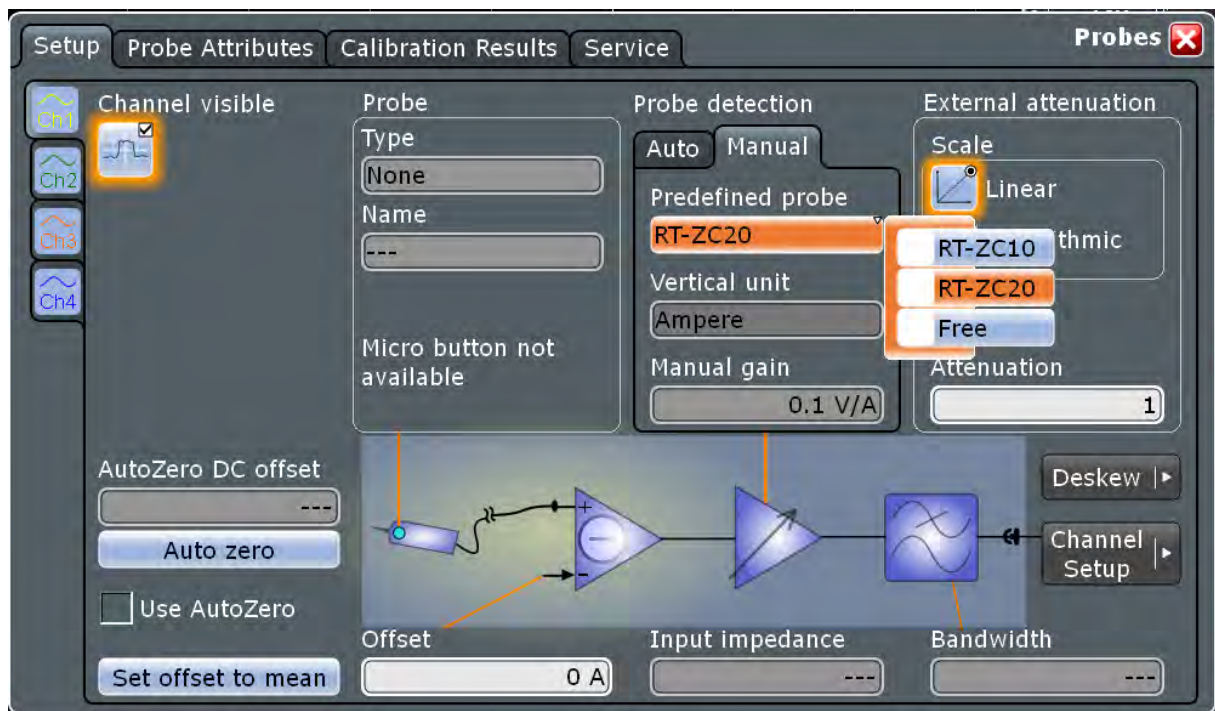 Setup
Probe Attributes
Calibration Results
Service
Probes
Ch1
Ch2
Ch3
Ch4
Channel visible
Probe
Type
None
Name
---
Micro button not
available
Probe detection
Auto
Manual
Predefined probe
RT-ZC20
Vertical unit
Ampere
Manual gain
0.1 V/A
External attenuation
Scale
Linear
thmic
RT-ZC10
RT-ZC20
Free
Attenuation
1
AutoZero DC offset
---
Auto zero
Use AutoZero
Set offset to mean
+
-
Deskew
Channel
Setup
Offset
0 A
Input impedance
---
Bandwidth
---